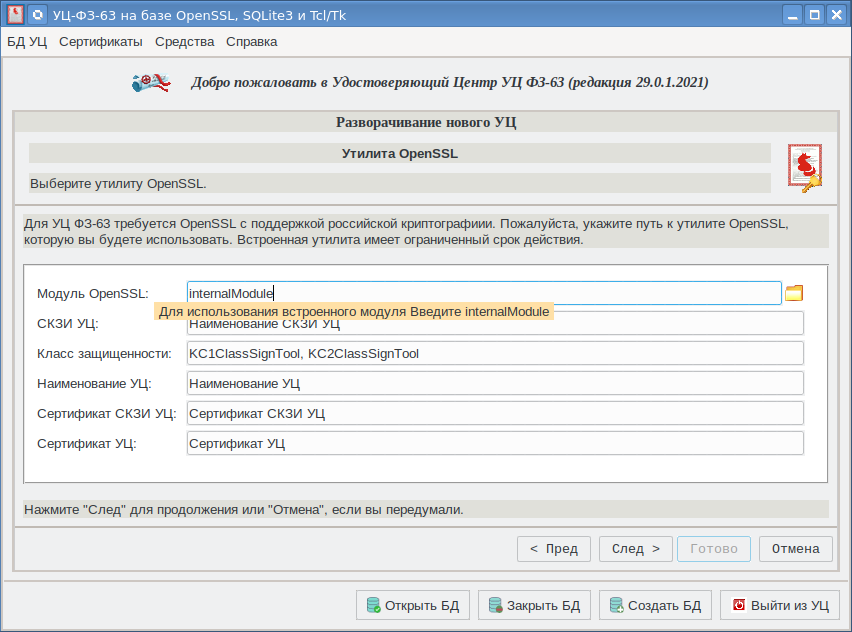 УЦ-ФЗ-63 на базе OpenSSL, SQLite3 и Tcl/Tk
БД УЦ Сертификаты Средства Справка
Добро пожаловать в Удостоверяющий Центр УЦ ФЗ-63 (редакция 29.0.1.2021)
Разворачивание нового УЦ
Утилита OpenSSL
Выберите утилиту OpenSSL.
Для УЦ ФЗ-63 требуется OpenSSL с поддержкой российской криптографиии. Пожалуйста, укажите путь к утилите OpenSSL,
которую вы будете использовать. Встроенная утилита имеет ограниченный срок действия.
Модуль OpenSSL: internalModule
Для использования встроенного модуля Введите internalModule
СКЗИ УЦ: Наименование СКЗИ УЦ
Класс защищенности: KC1ClassSignTool, KC2ClassSignTool
Наименование УЦ: Наименование УЦ
Сертификат СКЗИ УЦ: Сертификат СКЗИ УЦ
Сертификат УЦ: Сертификат УЦ
Нажмите "След" для продолжения или "Отмена", если вы передумали.
< Пред След > Готово Отмена
Открыть БД Закрыть БД Создать БД Выйти из УЦ